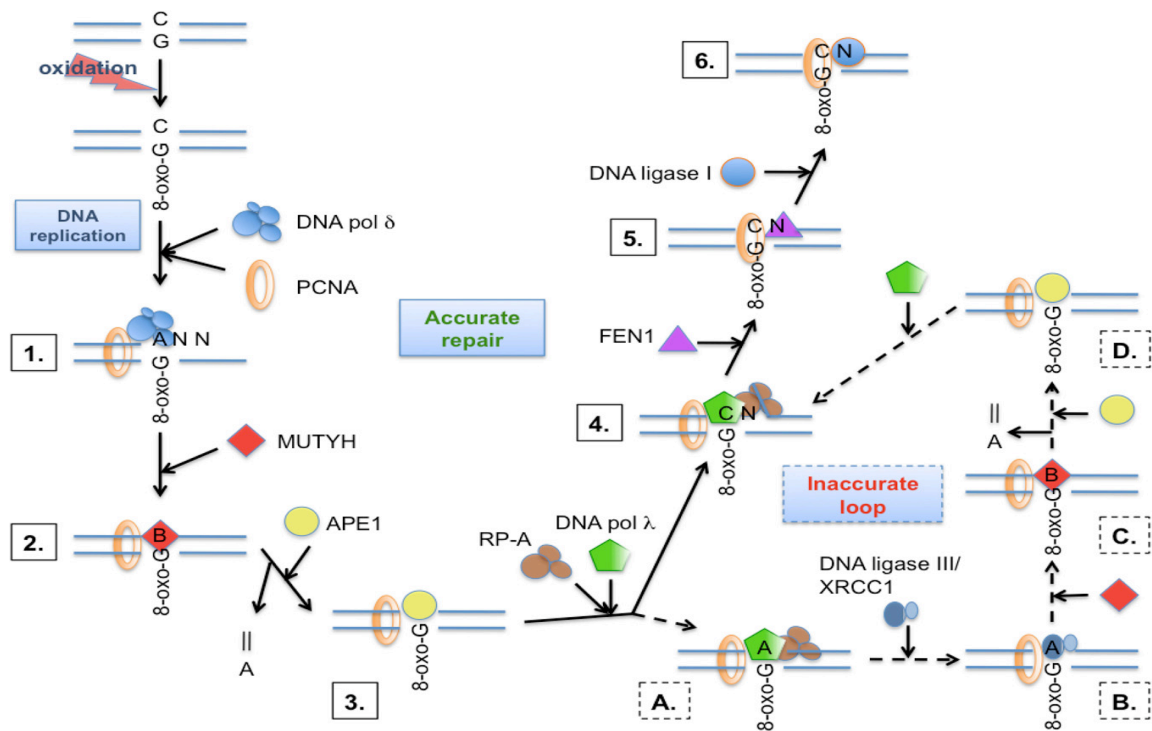 C
G
oxidation
C
8-oxo-G
DNA
replication
DNA pol δ
PCNA
1.
A N N
8-oxo-G
MUTYH
2.
B
8-oxo-G
APE1
=
A
3.
8-oxo-G
Accurate
repair
RP-A
DNA pol λ
4.
C N
8-oxo-G
FEN1
5.
C N
8-oxo-G
DNA ligase I
6.
C N
8-oxo-G
Inaccurate
loop
A.
A
8-oxo-G
DNA ligase III/
XRCC1
B.
A
8-oxo-G
C.
B
8-oxo-G
=
A
D.
8-oxo-G